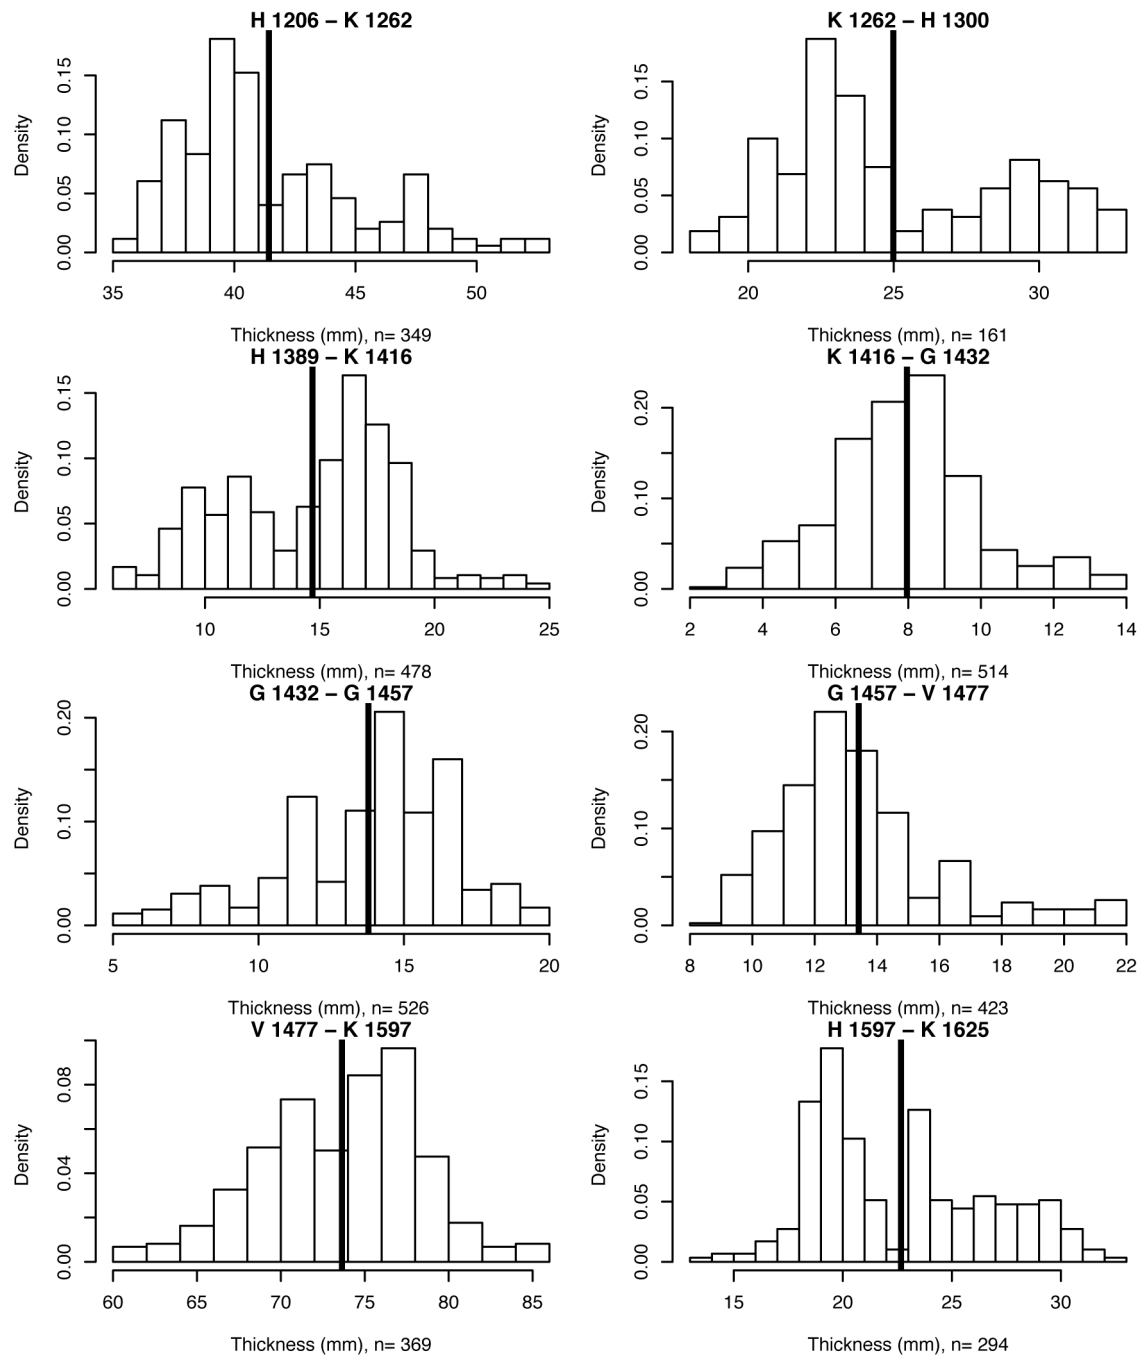 H 1206 – K 1262
K 1262 – H 1300
Density
0.00 0.05 0.10 0.15
35 40 45 50
Thickness (mm), n= 349
Density
0.00 0.05 0.10 0.15
20 25 30
Thickness (mm), n= 161
H 1389 – K 1416
K 1416 – G 1432
Density
0.00 0.05 0.10 0.15
10 15 20 25
Thickness (mm), n= 478
Density
0.00 0.10 0.20
2 4 6 8 10 12 14
Thickness (mm), n= 514
G 1432 – G 1457
G 1457 – V 1477
Density
0.00 0.10 0.20
5 10 15 20
Thickness (mm), n= 526
Density
0.00 0.10 0.20
8 10 12 14 16 18 20 22
Thickness (mm), n= 423
V 1477 – K 1597
H 1597 – K 1625
Density
0.00 0.04 0.08
60 65 70 75 80 85
Thickness (mm), n= 369
Density
0.00 0.05 0.10 0.15
15 20 25 30
Thickness (mm), n= 294